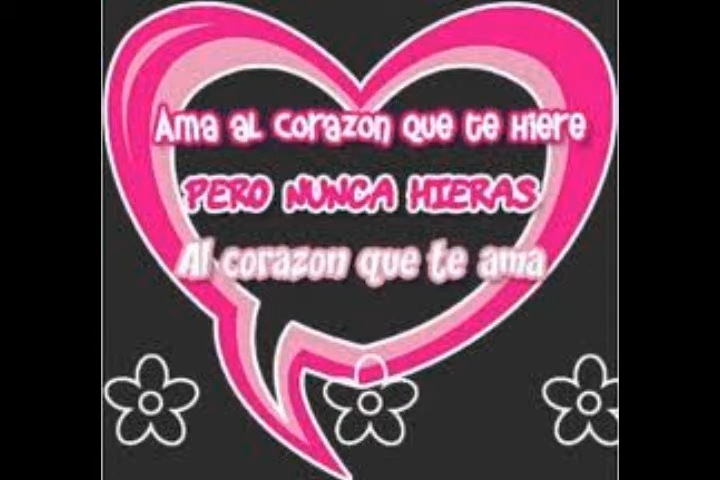 Ama al corazon que te hiere
PERO NUNCA HIERAS
Al corazon que te ama